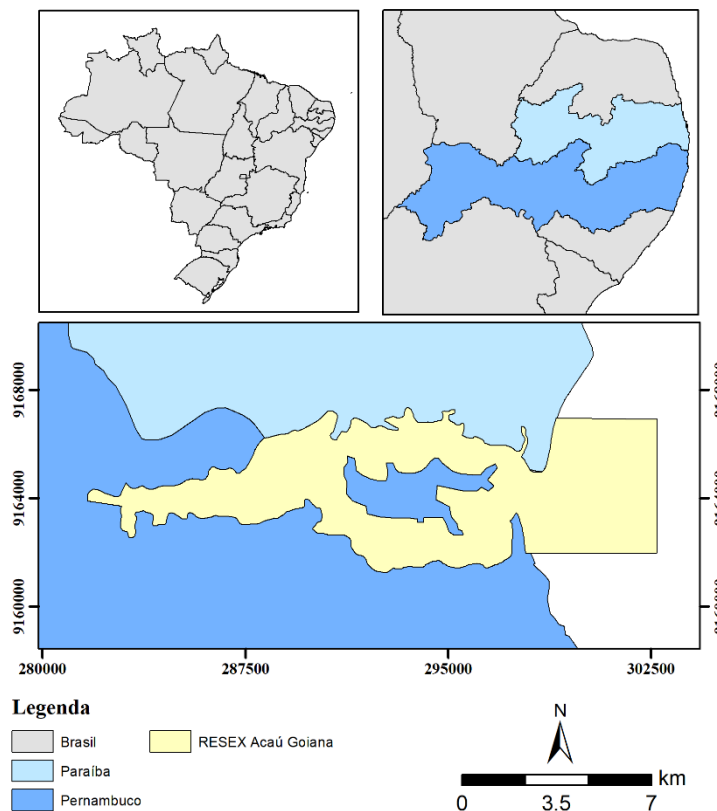 9168000
9164000
9160000
280000
287500
295000
302500
Legenda
Brasil
RESEX Acaú Goiana
Paraíba
Pernambuco
N
km
0
3.5
7